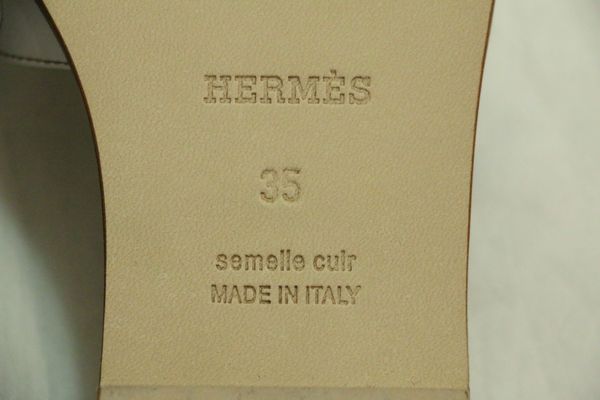 HERMÈS
35
semelle cuir
MADE IN ITALY